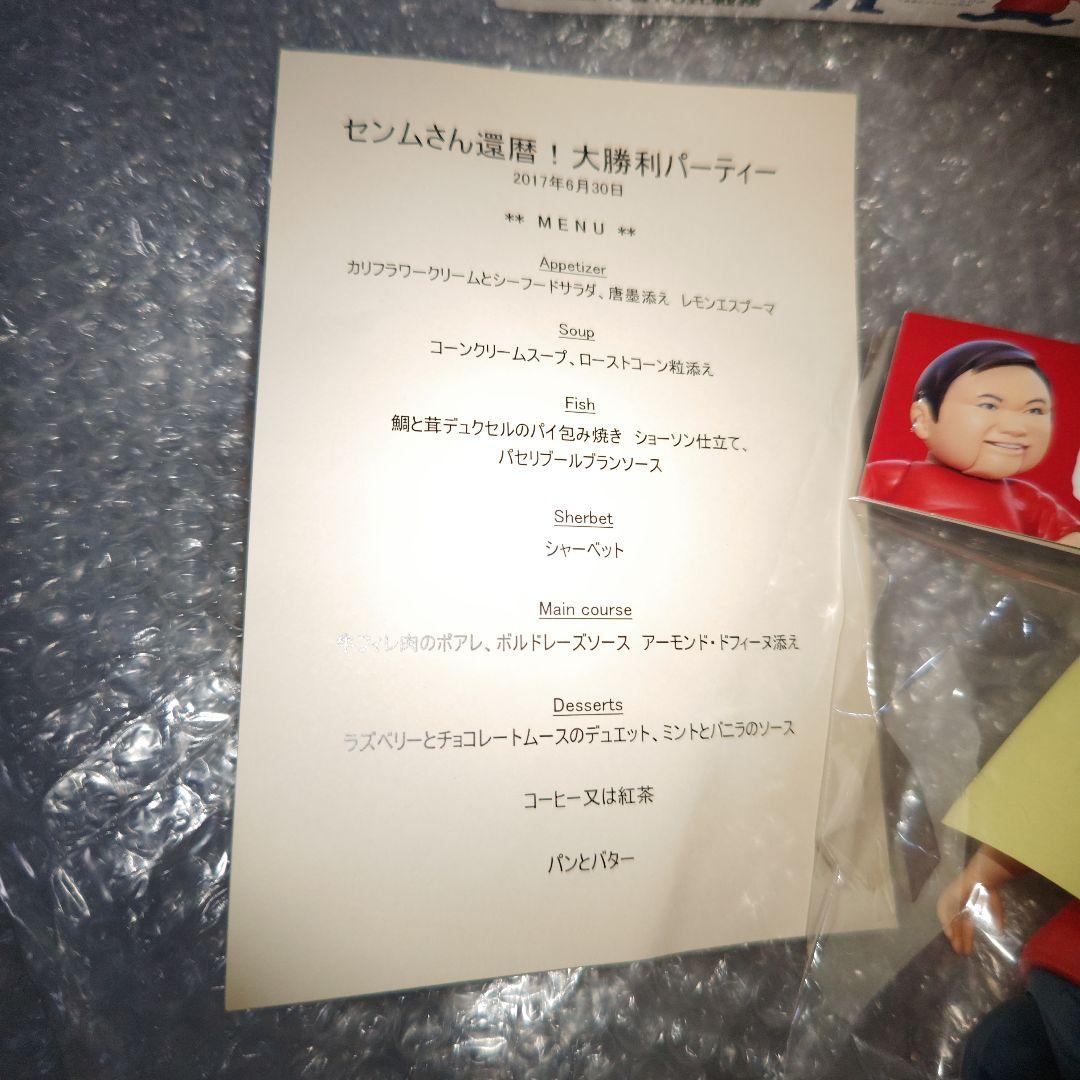 センムさん還暦！大勝利パーティー
2017年6月30日
** MENU **
Appetizer
カリフラワークリームとシーフードサラダ、唐墨添え レモンエスプーマ
Soup
コーンクリームスープ、ローストコーン粒添え
Fish
鯛と茸デュクセルのパイ包み焼き ショーソン仕立て、
パセリブールブランソース
Sherbet
シャーベット
Main course
牛フィレ肉のポアレ、ボルドレーズソース アーモンド・ドフィーヌ添え
Desserts
ラズベリーとチョコレートムースのデュエット、ミントとバニラのソース
コーヒー又は紅茶
パンとバター